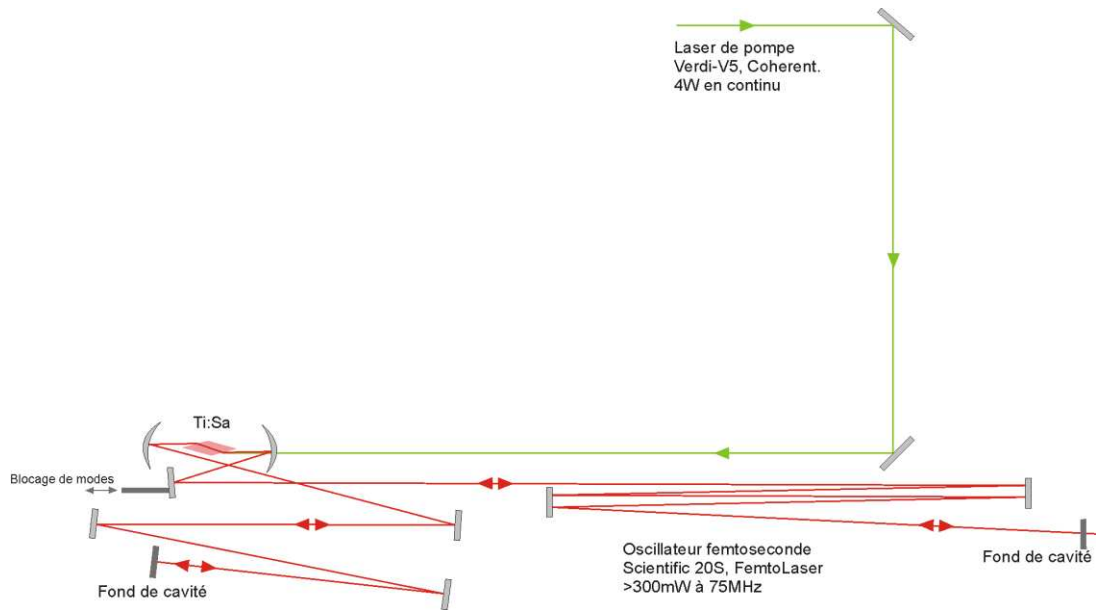 Laser de pompe
Verdi-V5, Coherent.
4W en continu
Ti:Sa
Blocage de modes
Fond de cavité
Oscillateur femtoseconde
Scientific 20S, FemtoLaser
>300mW à 75MHz
Fond de cavité